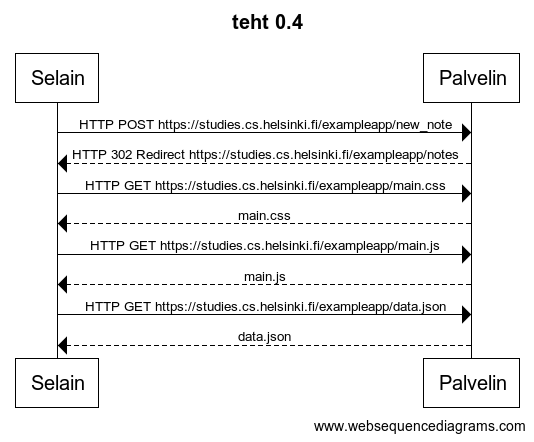 teht 0.4
Selain Palvelin
HTTP POST https://studies.cs.helsinki.fi/exampleapp/new_note
HTTP 302 Redirect https://studies.cs.helsinki.fi/exampleapp/notes
HTTP GET https://studies.cs.helsinki.fi/exampleapp/main.css
main.css
HTTP GET https://studies.cs.helsinki.fi/exampleapp/main.js
main.js
HTTP GET https://studies.cs.helsinki.fi/exampleapp/data.json
data.json
Selain Palvelin
www.websequencediagrams.com